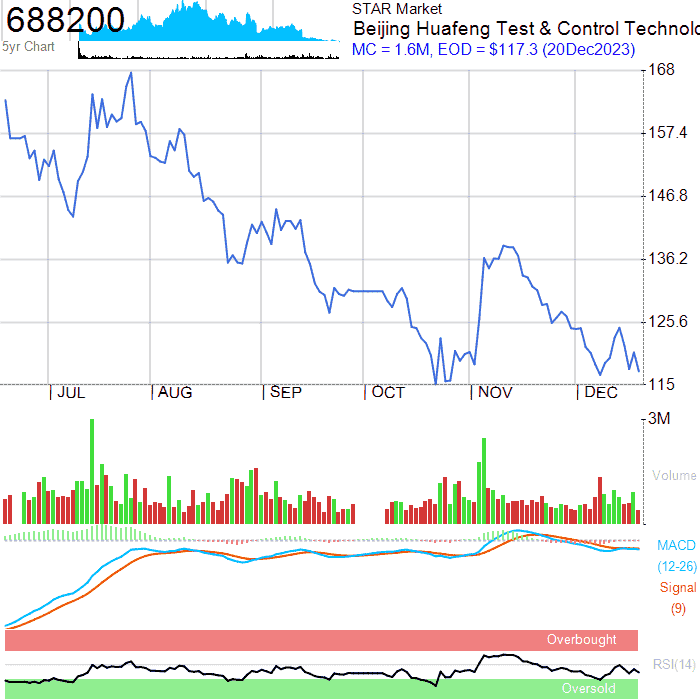 688200
5yr Chart
STAR Market
Beijing Huafeng Test & Control Technolo
MC = 1.6M, EOD = $117.3 (20Dec2023)
168
157.4
146.8
136.2
125.6
115
JUL AUG SEP OCT NOV DEC
3M
Volume
MACD
(12-26)
Signal
(9)
Overbought
RSI(14)
Oversold